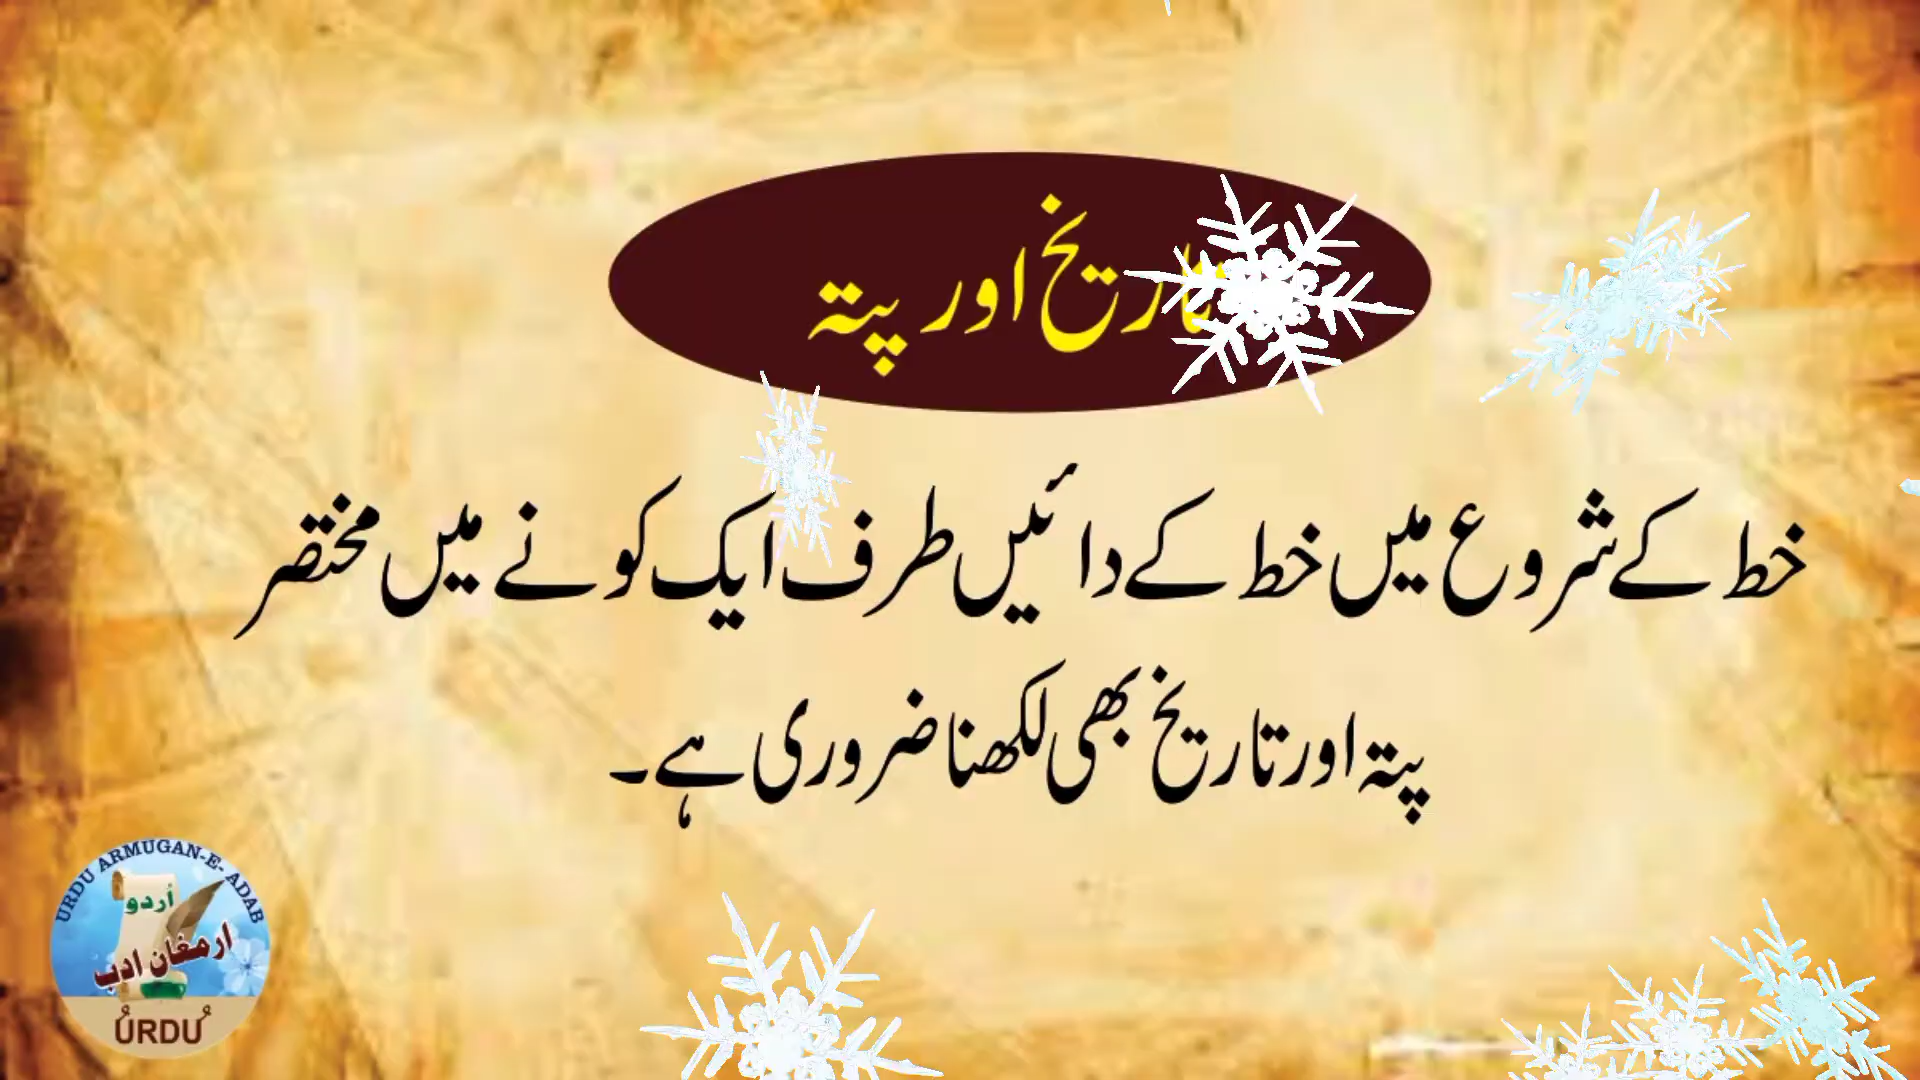 تاریخ اور پتہ
خط کے شروع میں خط کے دائیں طرف ایک کونے میں مختصر
پتہ اور تاریخ بھی لکھنا ضروری ہے۔
URDU ARMUGAN-E- ADAB
اُردو
ارمغان ادب
URDU